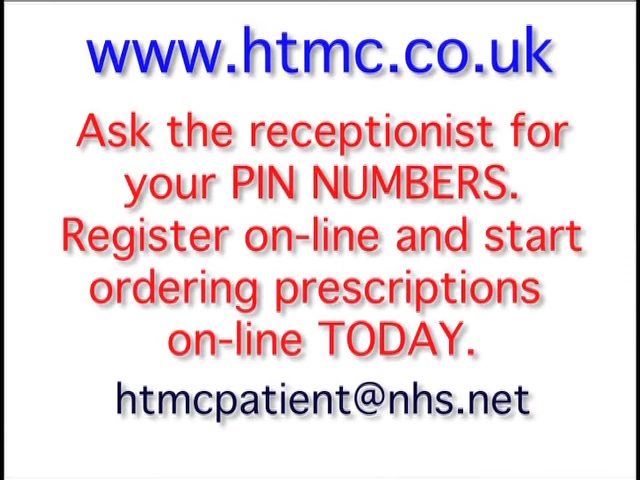 www.htmc.co.uk
Ask the receptionist for
your PIN NUMBERS.
Register on-line and start
ordering prescriptions
on-line TODAY.
htmcpatient@nhs.net